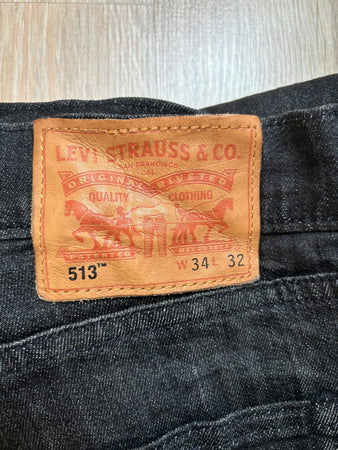 LEVI STRAUSS & CO.
SAN FRANCISCO
CAL.
ORIGINAL RIVETED
QUALITY CLOTHING
513™ W 34 L 32